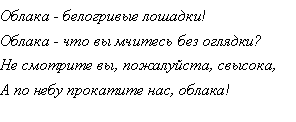 Облака - белогривые лошадки!
Облака - что вы мчитесь без оглядки?
Не смотрите вы, пожалуйста, свысока,
А по небу прокатите нас, облака!